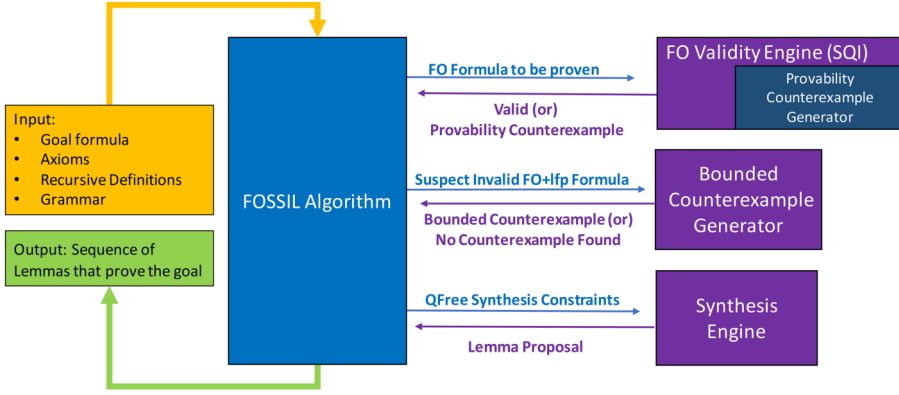 Input:
• Goal formula
• Axioms
• Recursive Definitions
• Grammar
Output: Sequence of
Lemmas that prove the goal
FOSSIL Algorithm
FO Formula to be proven
Valid (or)
Provability Counterexample
Suspect Invalid FO+lfp Formula
Bounded Counterexample (or)
No Counterexample Found
QFree Synthesis Constraints
Lemma Proposal
FO Validity Engine (SQI)
Provability
Counterexample
Generator
Bounded
Counterexample
Generator
Synthesis
Engine